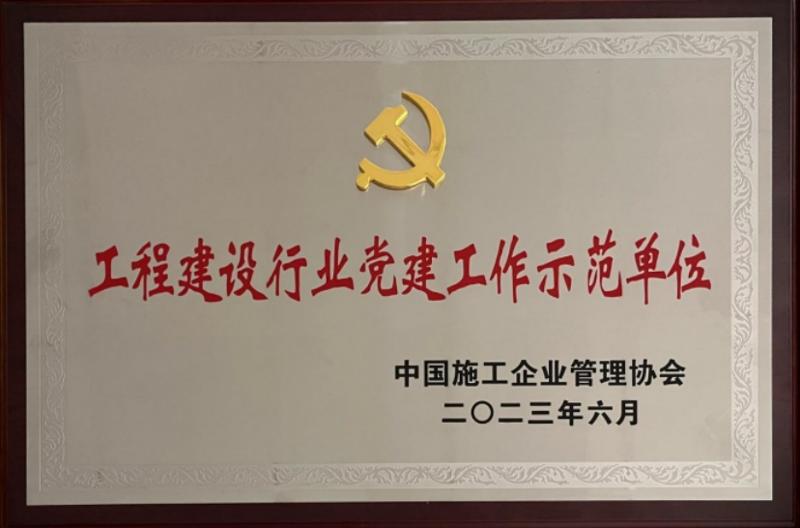 工程建设行业党建工作示范单位
中国施工企业管理协会
二〇二三年六月